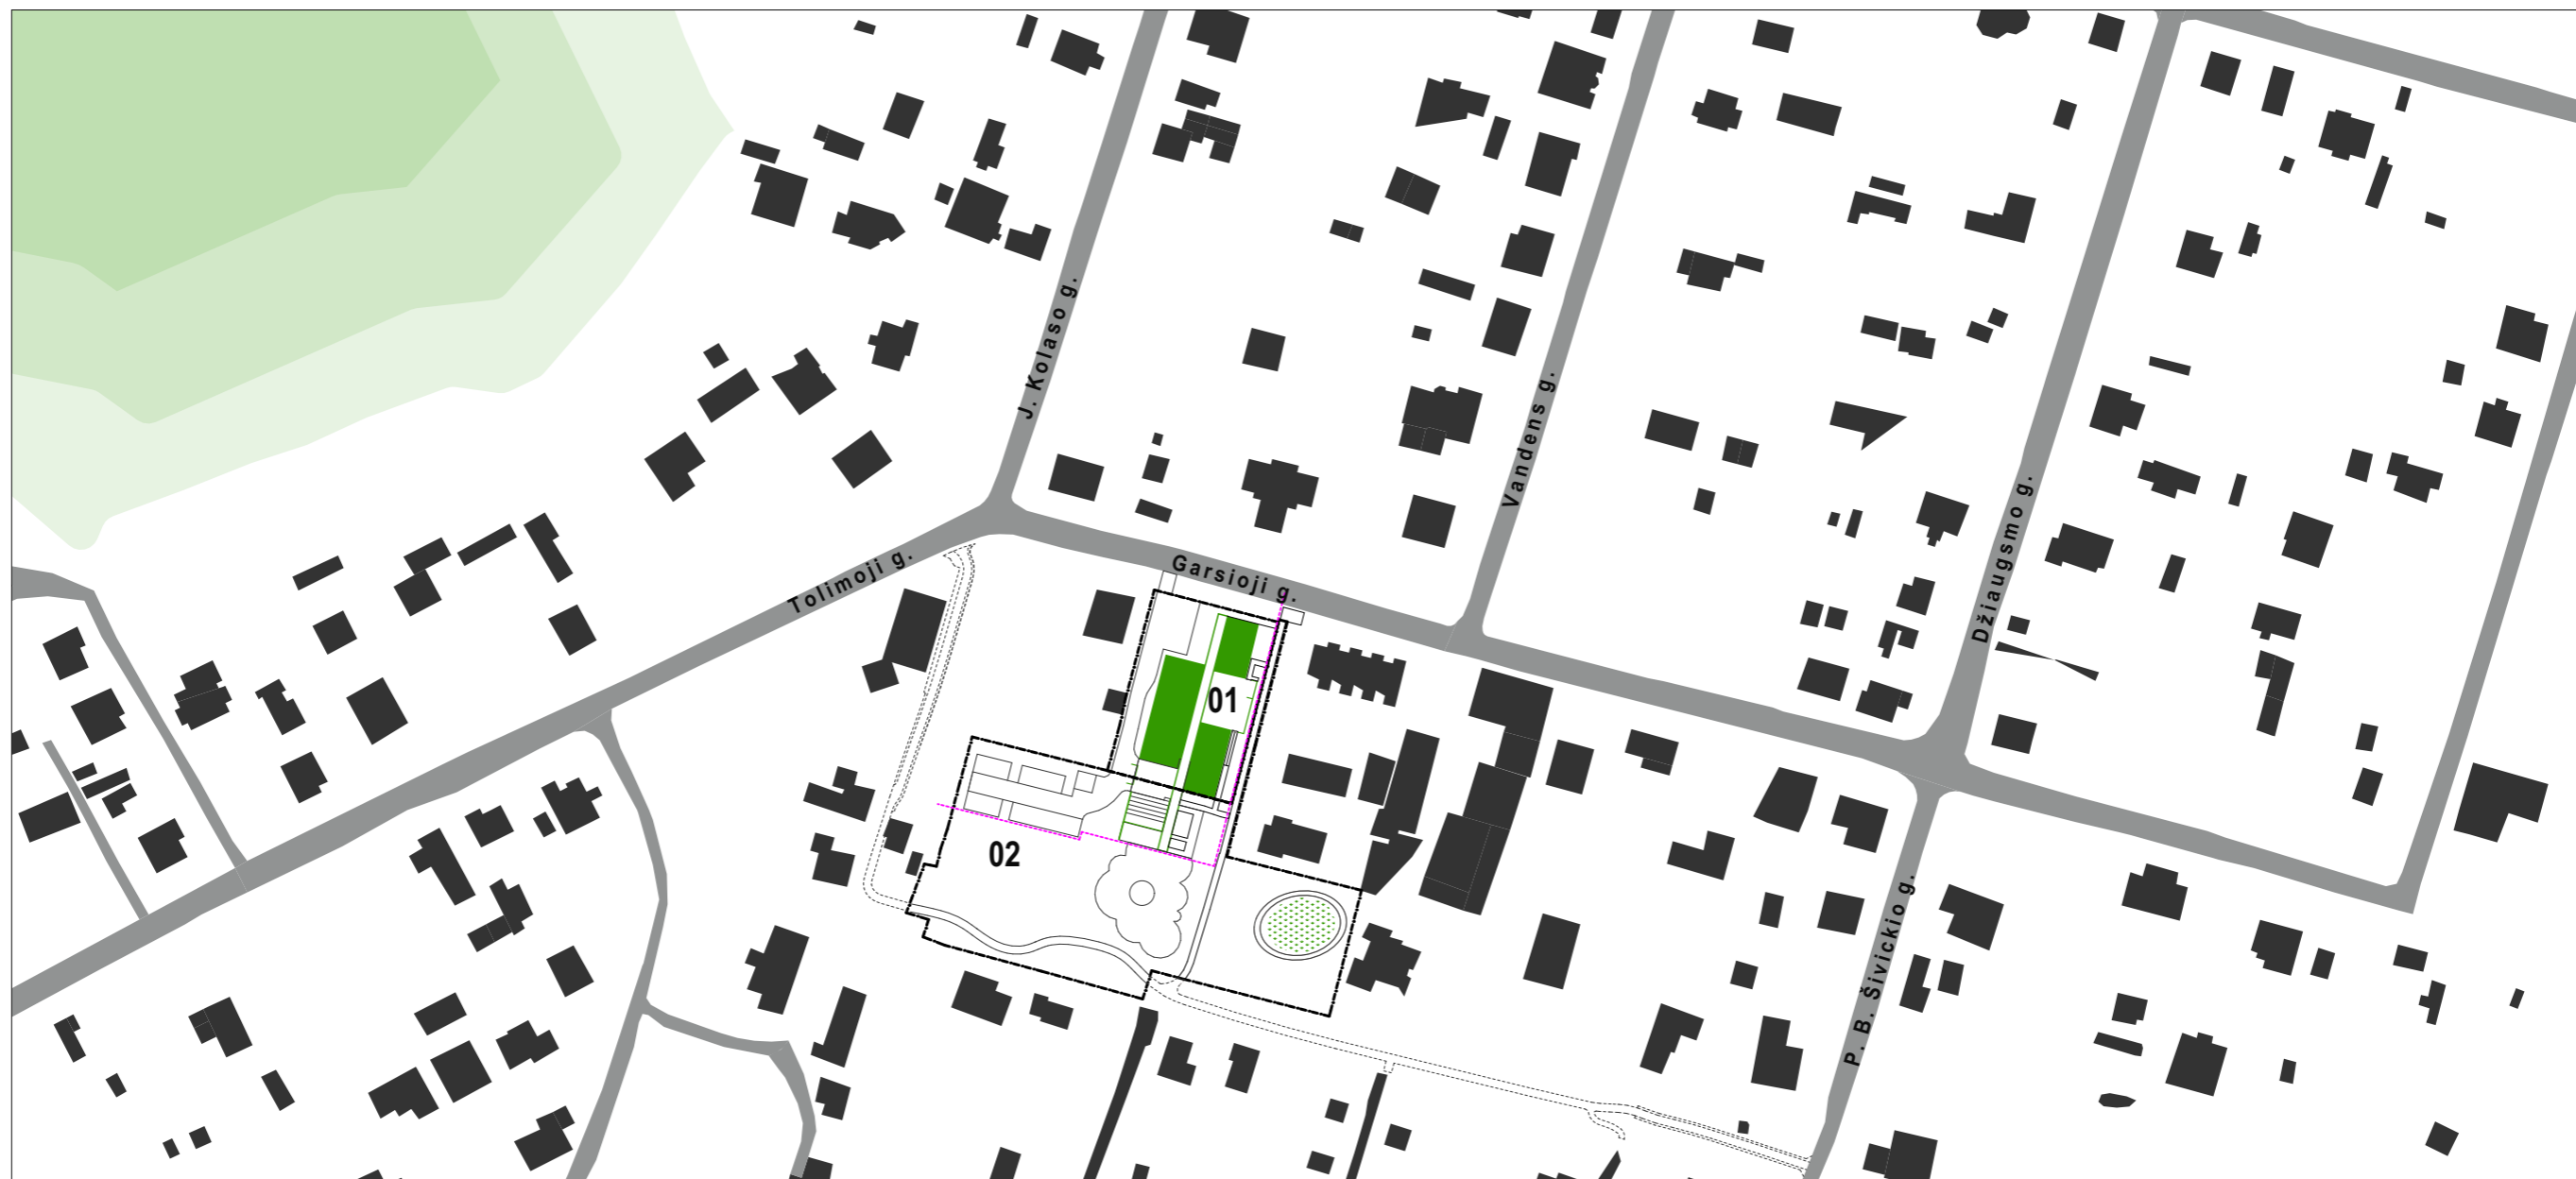 J. Kolaso g.
Vandens g.
Džiaugsmo g.
Tolimoji g.
Garsioji g.
01
02
P. B. Šivickio g.